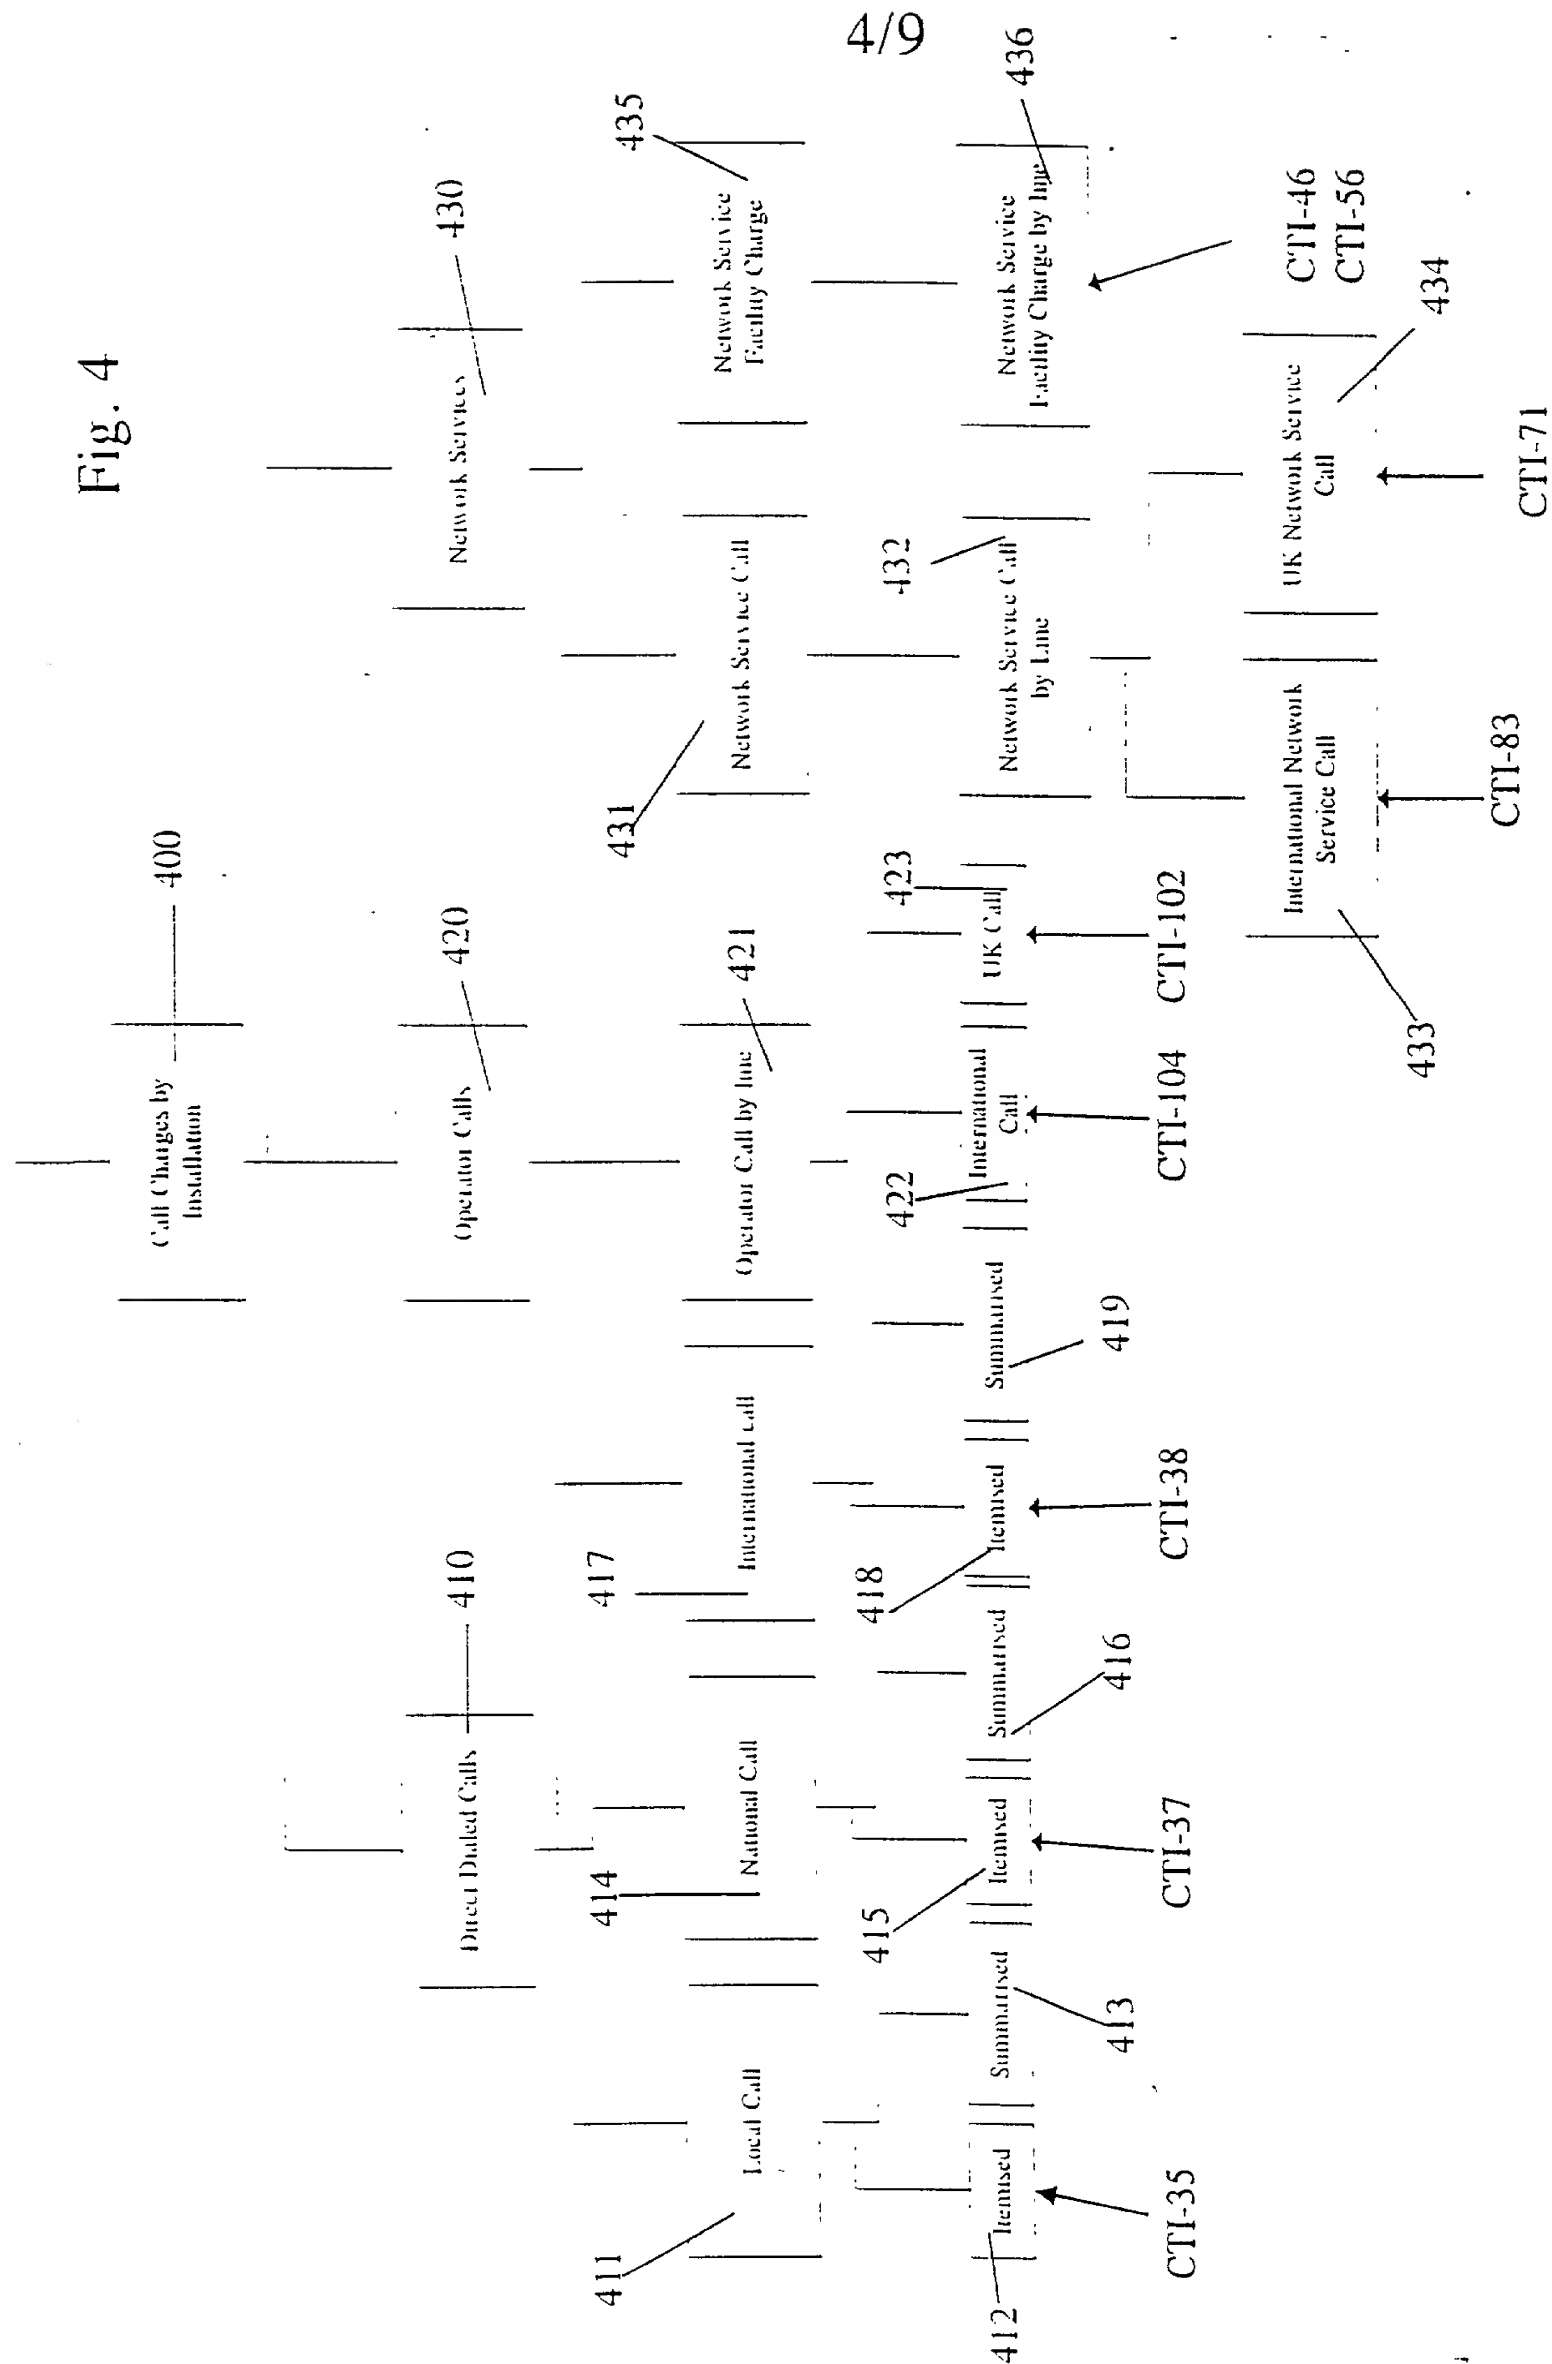 4/9
Fig. 4
Call Charges by
Installation
400
Direct Dialed Calls
410
Operator Calls
420
Network Services
430
411
Local Call
414
National Call
417
International call
Operator Call by line
421
431
Network Service Call
Network Service
Facility Charge
435
412
Itemised
CTI-35
Summarised
413
415
Itemised
CTI-37
Summarised
416
418
Itemised
CTI-38
Summarised
419
422
International
Call
CTI-104
423
UK Call
CTI-102
432
Network Service Call
by Line
Network Service
Facility Charge by line
436
CTI-46
CTI-56
433
International Network
Service Call
CTI-83
UK Network Service
Call
434
CTI-71